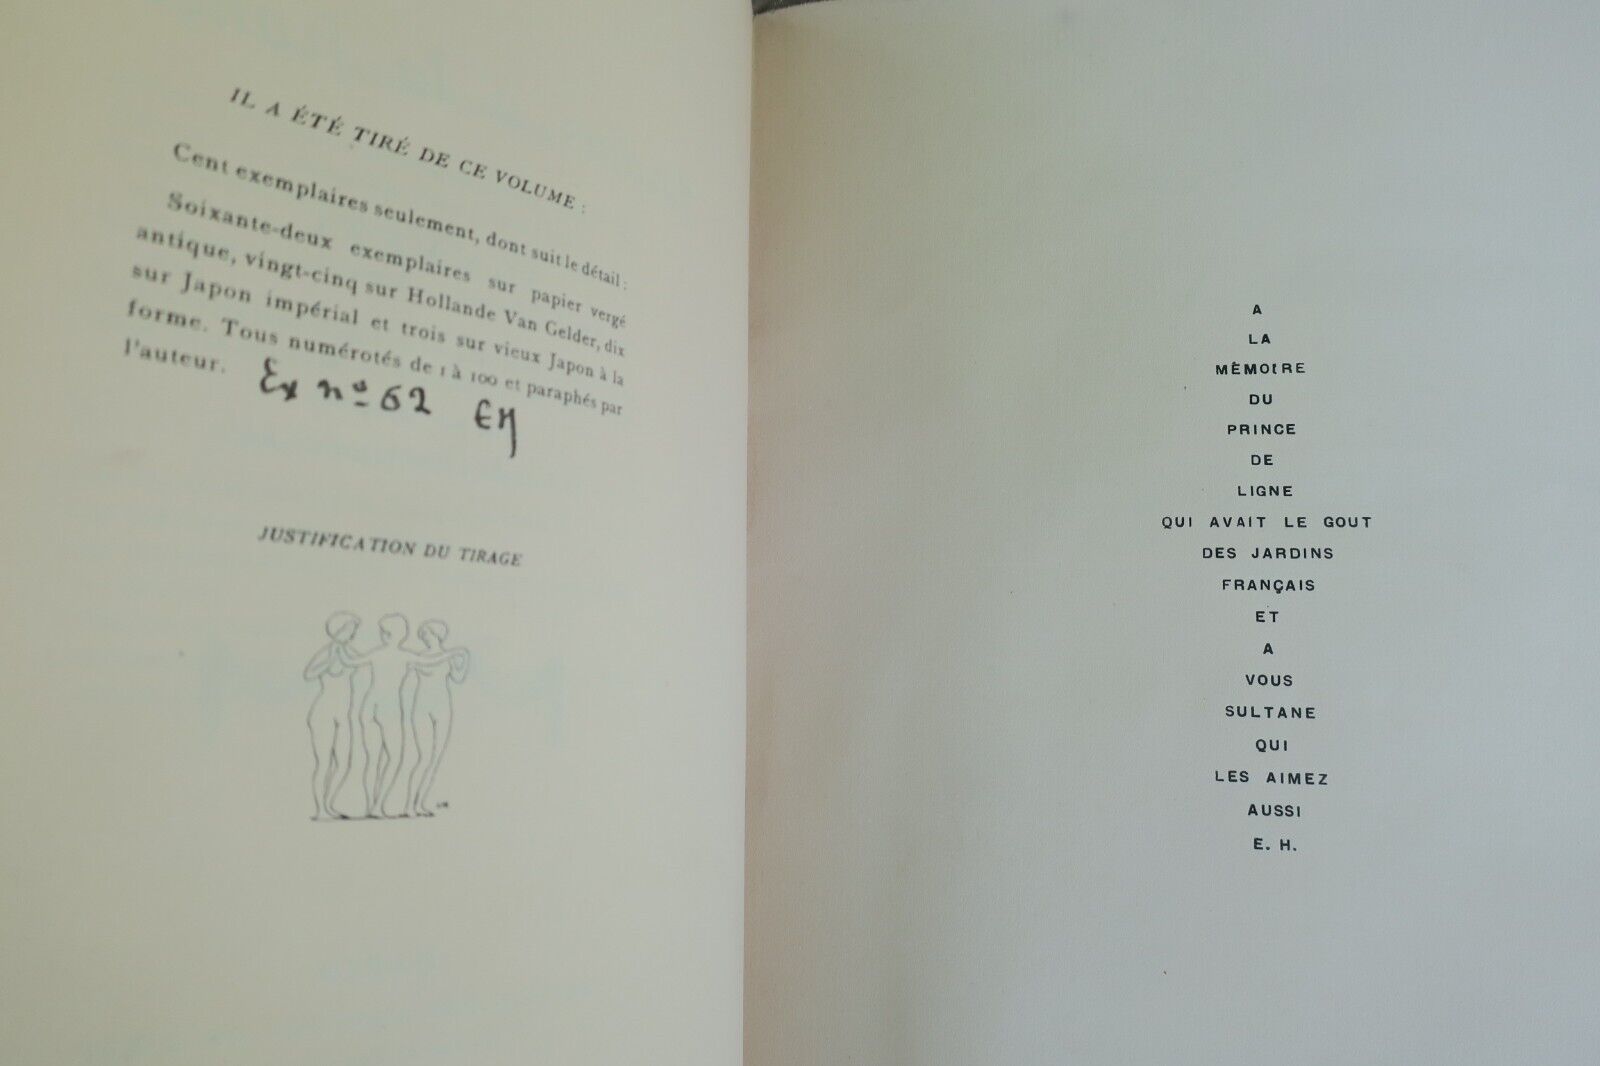 IL A ÉTÉ TIRÉ DE CE VOLUME :
Cent exemplaires seulement, dont suit le détail :
Soixante-deux exemplaires sur papier vergé
antique, vingt-cinq sur Hollande Van Gelder, dix
sur Japon impérial et trois sur vieux Japon à la
forme. Tous numérotés de 1 à 100 et paraphés par
l'auteur.
Ex nº 62 EH
JUSTIFICATION DU TIRAGE
A
LA
MÉMOIRE
DU
PRINCE
DE
LIGNE
QUI AVAIT LE GOUT
DES JARDINS
FRANÇAIS
ET
A
VOUS
SULTANE
QUI
LES AIMEZ
AUSSI
E. H.